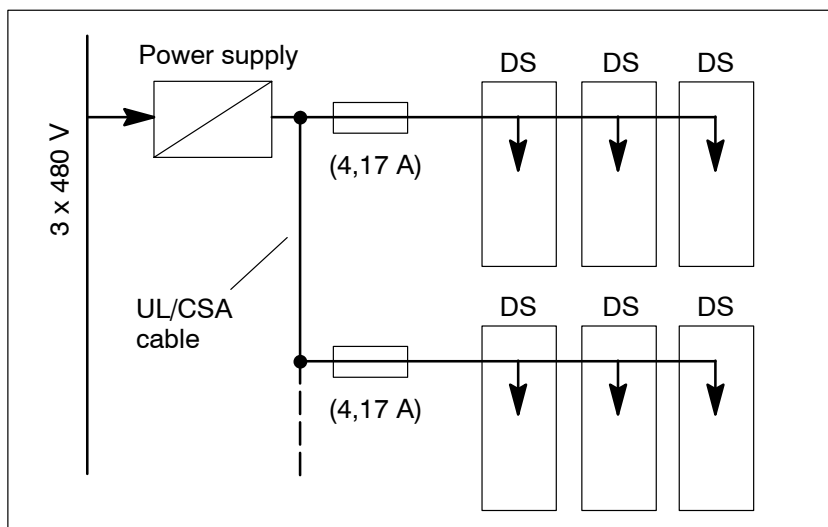 Power supply
DS DS DS
3 x 480 V
(4,17 A)
UL/CSA
cable
DS DS DS
(4,17 A)